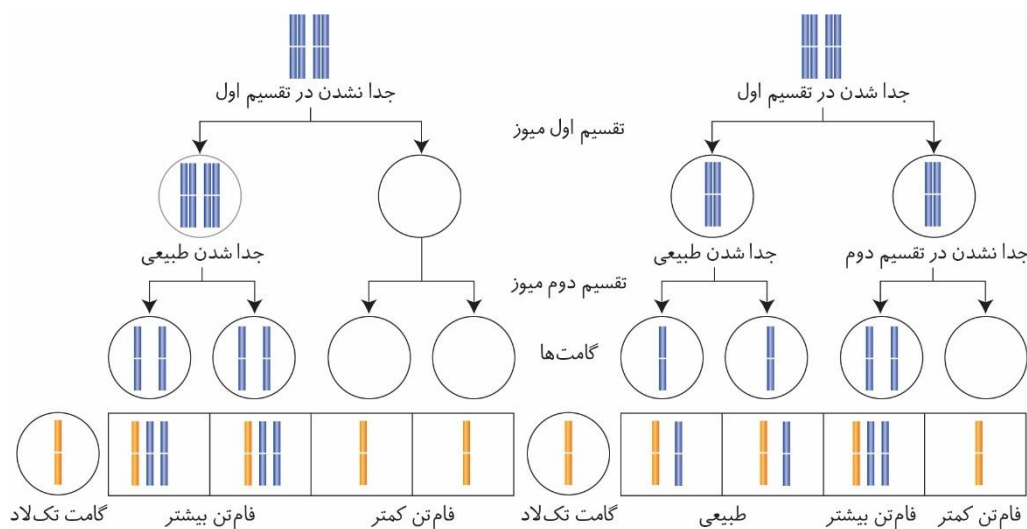 جدا شدن در تقسیم اول
جدا نشدن در تقسیم اول
تقسیم اول میوز
جدا نشدن در تقسیم دوم
جدا شدن طبیعی
جدا شدن طبیعی
تقسیم دوم میوز
گامت‌ها
فام‌تن کمتر
فام‌تن بیشتر
طبیعی
گامت تک‌لاد
فام‌تن کمتر
فام‌تن بیشتر
گامت تک‌لاد